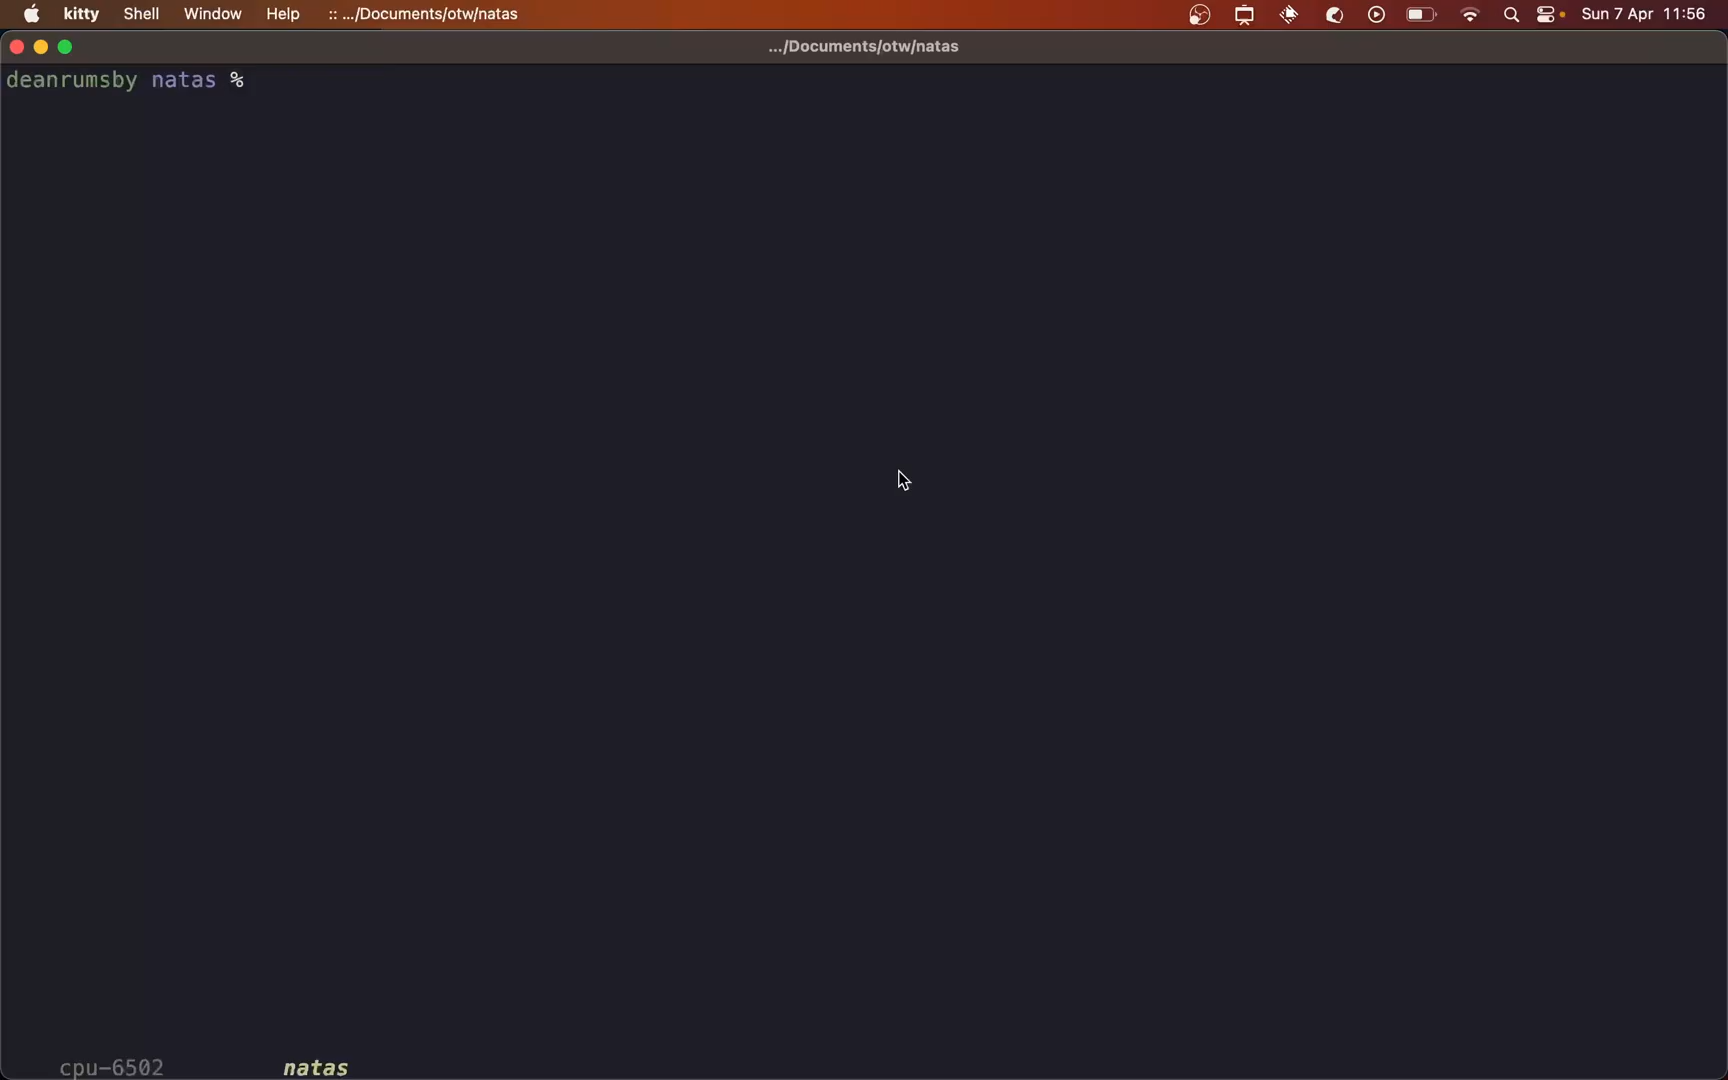 kitty Shell Window Help :: .../Documents/otw/natas Sun 7 Apr 11:56
.../Documents/otw/natas
deanrumsby natas %
cpu-6502 natas